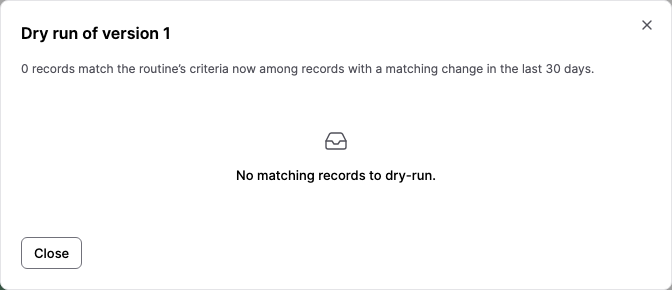 Dry run of version 1
0 records match the routine’s criteria now among records with a matching change in the last 30 days.
No matching records to dry-run.
Close